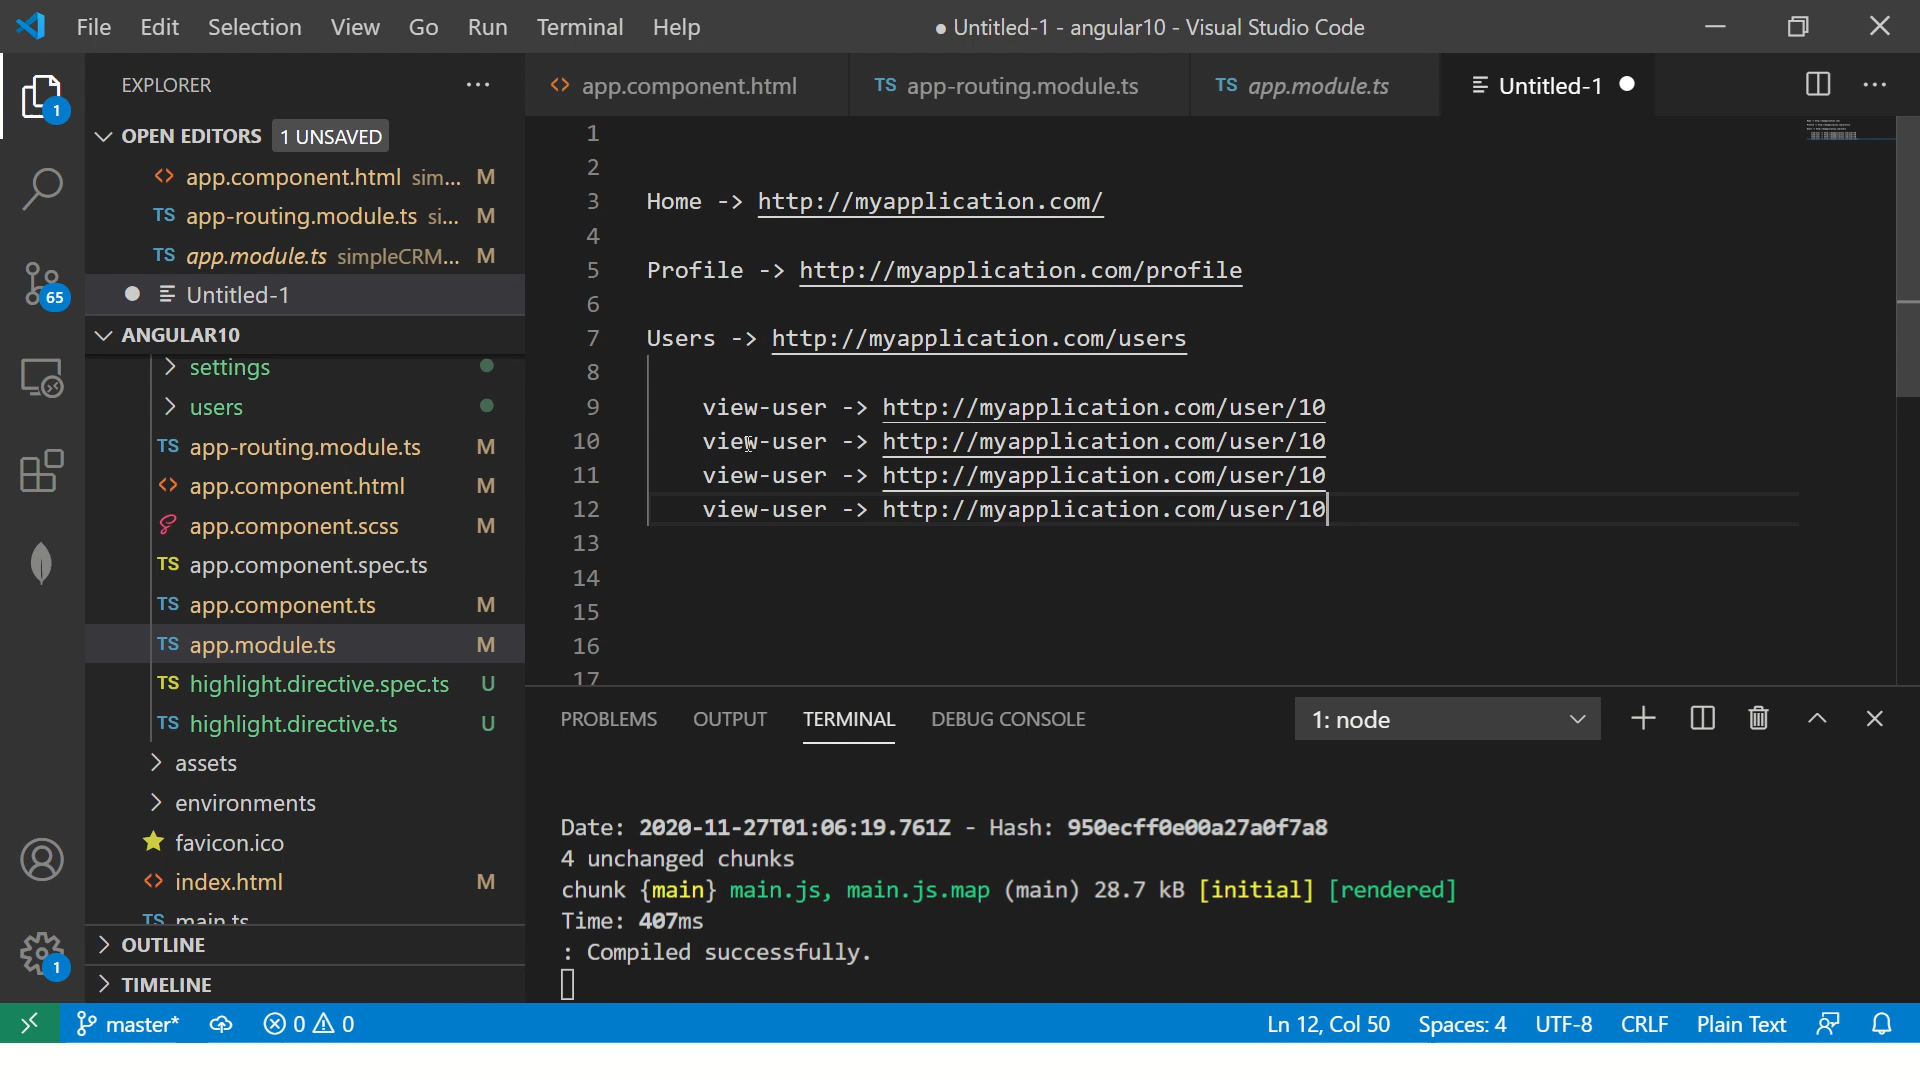 File Edit Selection View Go Run Terminal Help
● Untitled-1 - angular10 - Visual Studio Code
EXPLORER
OPEN EDITORS 1 UNSAVED
app.component.html sim... M
TS app-routing.module.ts si... M
TS app.module.ts simpleCRM... M
Untitled-1
ANGULAR10
settings
users
TS app-routing.module.ts M
app.component.html M
app.component.scss M
TS app.component.spec.ts
TS app.component.ts M
TS app.module.ts M
TS highlight.directive.spec.ts U
TS highlight.directive.ts U
assets
environments
favicon.ico
index.html M
TS main.ts
OUTLINE
TIMELINE
1
65
1
app.component.html
TS app-routing.module.ts
TS app.module.ts
Untitled-1
1
2
3 Home -> http://myapplication.com/
4
5 Profile -> http://myapplication.com/profile
6
7 Users -> http://myapplication.com/users
8
9 view-user -> http://myapplication.com/user/10
10 view-user -> http://myapplication.com/user/10
11 view-user -> http://myapplication.com/user/10
12 view-user -> http://myapplication.com/user/10
13
14
15
16
17
PROBLEMS OUTPUT TERMINAL DEBUG CONSOLE
1: node
Date: 2020-11-27T01:06:19.761Z - Hash: 950ecff0e00a27a0f7a8
4 unchanged chunks
chunk {main} main.js, main.js.map (main) 28.7 kB [initial] [rendered]
Time: 407ms
: Compiled successfully.
master* 0 0
Ln 12, Col 50 Spaces: 4 UTF-8 CRLF Plain Text